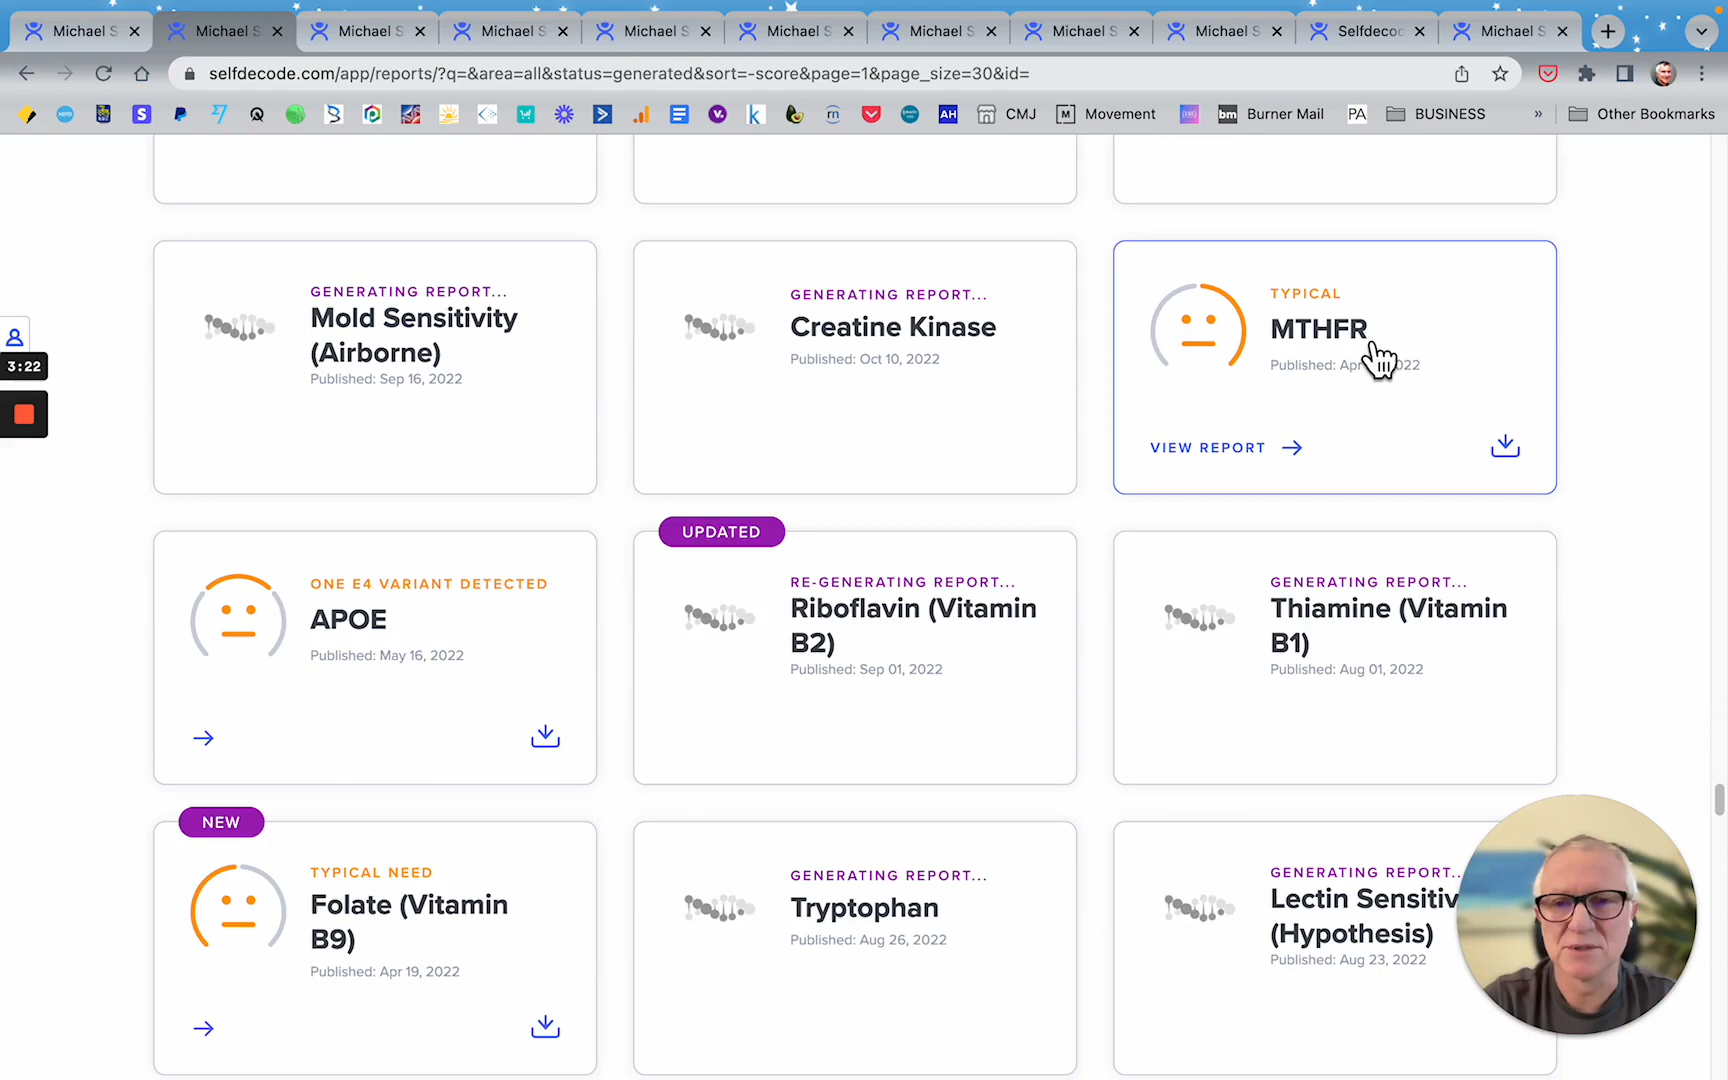 Michael S
Michael S
Michael S
Michael S
Michael S
Michael S
Michael S
Michael S
Michael S
Selfdecod
Michael S
selfdecode.com/app/reports/?q=&area=all&status=generated&sort=-score&page=1&page_size=30&id=
CMJ
Movement
Burner Mail
BUSINESS
»
Other Bookmarks
3:22
GENERATING REPORT...
Mold Sensitivity
(Airborne)
Published: Sep 16, 2022
GENERATING REPORT...
Creatine Kinase
Published: Oct 10, 2022
TYPICAL
MTHFR
Published: Apr 2022
VIEW REPORT
ONE E4 VARIANT DETECTED
APOE
Published: May 16, 2022
UPDATED
RE-GENERATING REPORT...
Riboflavin (Vitamin
B2)
Published: Sep 01, 2022
GENERATING REPORT...
Thiamine (Vitamin
B1)
Published: Aug 01, 2022
NEW
TYPICAL NEED
Folate (Vitamin
B9)
Published: Apr 19, 2022
GENERATING REPORT...
Tryptophan
Published: Aug 26, 2022
GENERATING REPORT..
Lectin Sensitiv
(Hypothesis)
Published: Aug 23, 2022